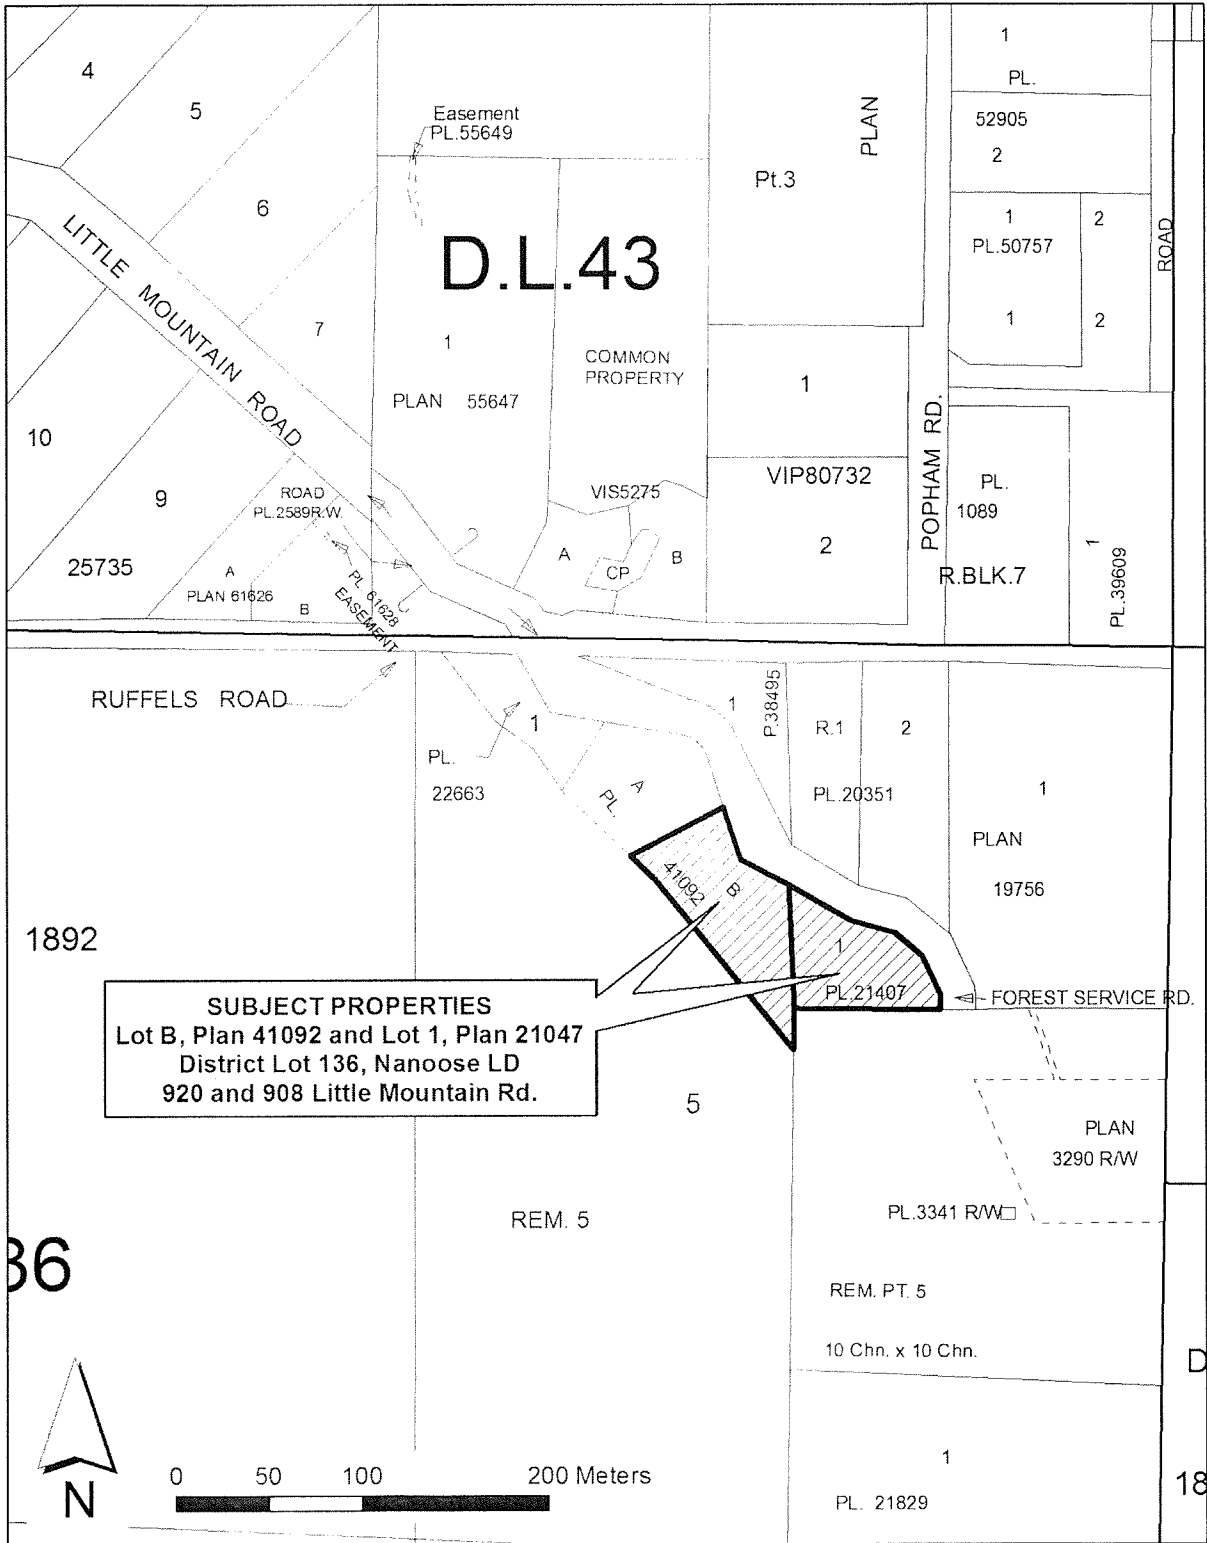 4
5
6
7
Easement
PL.55649
D.L.43
Pt.3
PLAN
1
PL.
52905
2
1
PL.50757
2
1
2
ROAD
LITTLE MOUNTAIN ROAD
1
PLAN 55647
COMMON
PROPERTY
1
VIP80732
2
POPHAM RD.
PL.
1089
R.BLK.7
1
PL.39609
10
9
25735
ROAD
PL.2589R.W.
A
PLAN 61626
B
PL. 61628
EASEMENT
VIS5275
A
CP
B
RUFFELS ROAD
1
PL.
22663
A
PL.
41092
B
1
P.38495
R.1
2
PL.20351
1
PLAN
19756
1
PL.21407
FOREST SERVICE RD.
1892
SUBJECT PROPERTIES
Lot B, Plan 41092 and Lot 1, Plan 21047
District Lot 136, Nanoose LD
920 and 908 Little Mountain Rd.
5
REM. 5
PLAN
3290 R/W
PL.3341 R/W
REM. PT. 5
10 Chn. x 10 Chn.
36
D
1
PL. 21829
18
N
0 50 100 200 Meters